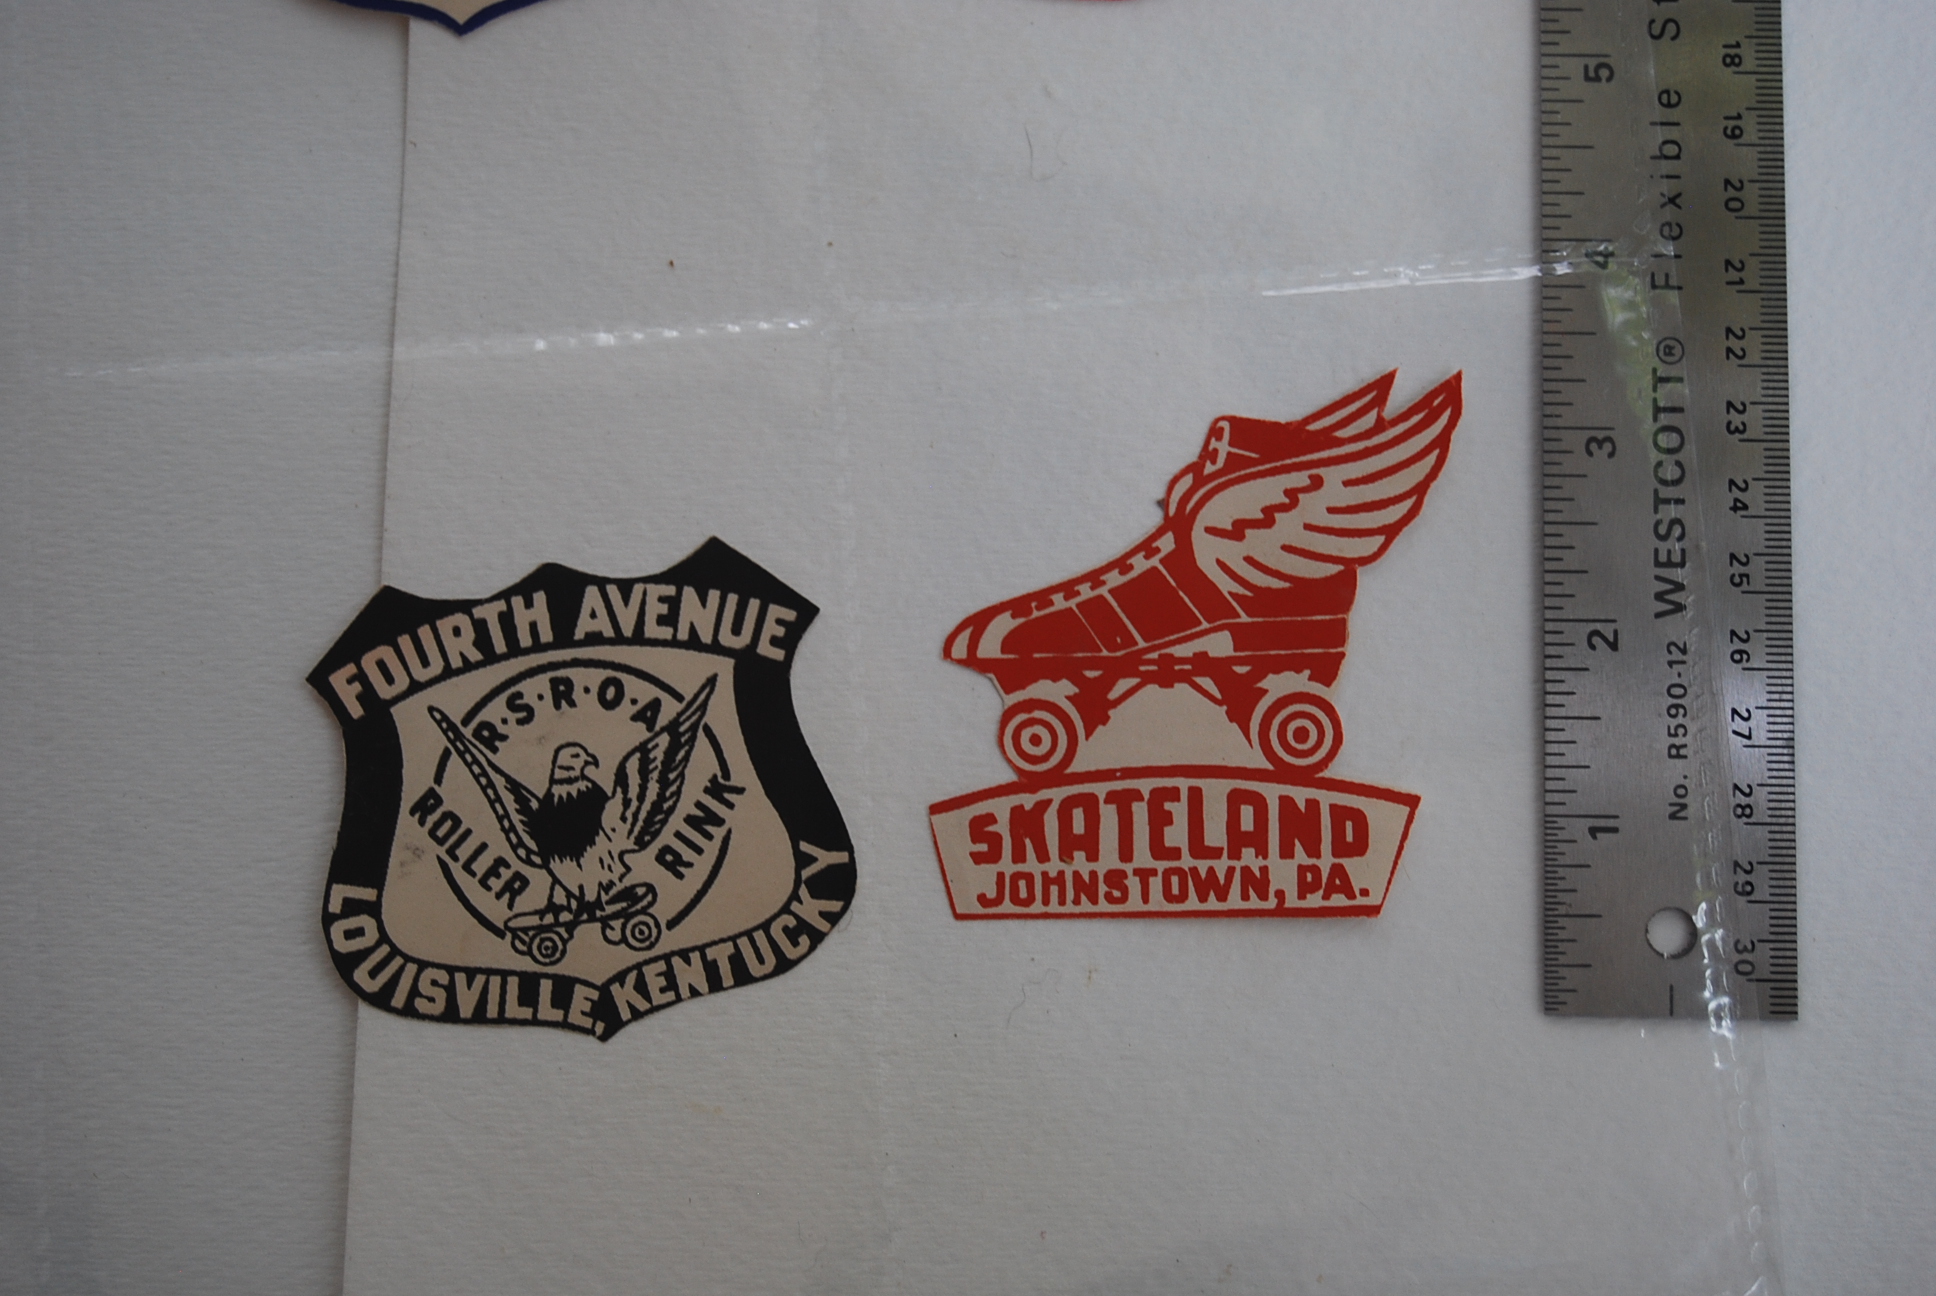 FOURTH AVENUE
R·S·R·O·A
ROLLER RINK
LOUISVILLE, KENTUCKY
SKATELAND
JOHNSTOWN, PA.
1 2 3 4 5
No. R590-12 WESTCOTT® Flexible St
18 19 20 21 22 23 24 25 26 27 28 29 30